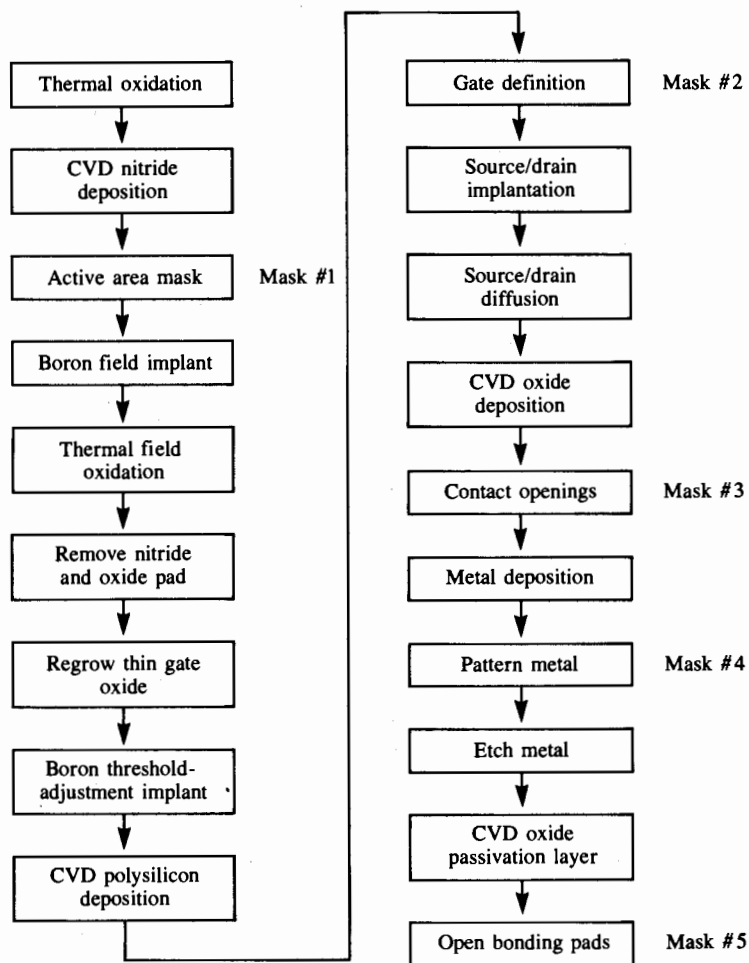 Thermal oxidation
CVD nitride
deposition
Active area mask
Mask #1
Boron field implant
Thermal field
oxidation
Remove nitride
and oxide pad
Regrow thin gate
oxide
Boron threshold-
adjustment implant
CVD polysilicon
deposition
Gate definition
Mask #2
Source/drain
implantation
Source/drain
diffusion
CVD oxide
deposition
Contact openings
Mask #3
Metal deposition
Pattern metal
Mask #4
Etch metal
CVD oxide
passivation layer
Open bonding pads
Mask #5